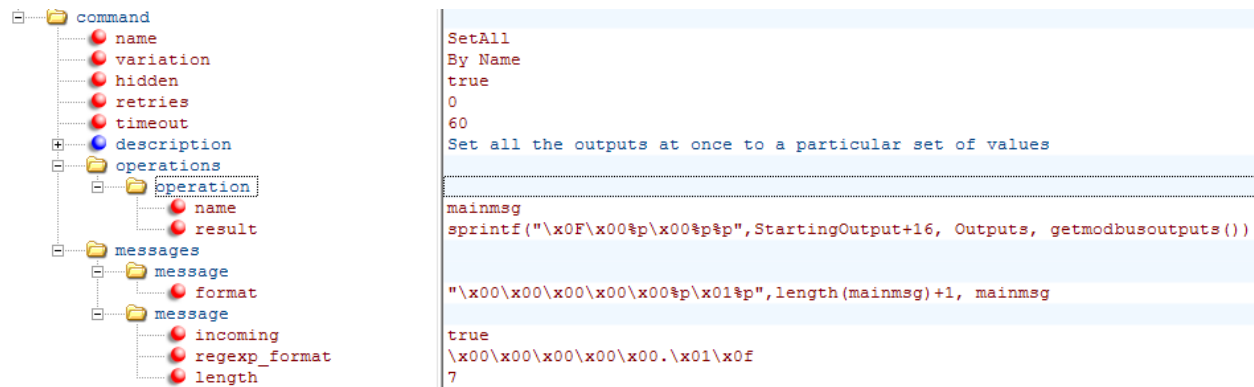 command
name SetAll
variation By Name
hidden true
retries 0
timeout 60
description Set all the outputs at once to a particular set of values
operations
operation
name mainmsg
result sprintf("\x0F\x00%p\x00%p%p",StartingOutput+16, Outputs, getmodbusoutputs())
messages
message
format "\x00\x00\x00\x00\x00%p\x01%p",length(mainmsg)+1, mainmsg
message
incoming true
regexp_format \x00\x00\x00\x00\x00.\x01\x0f
length 7